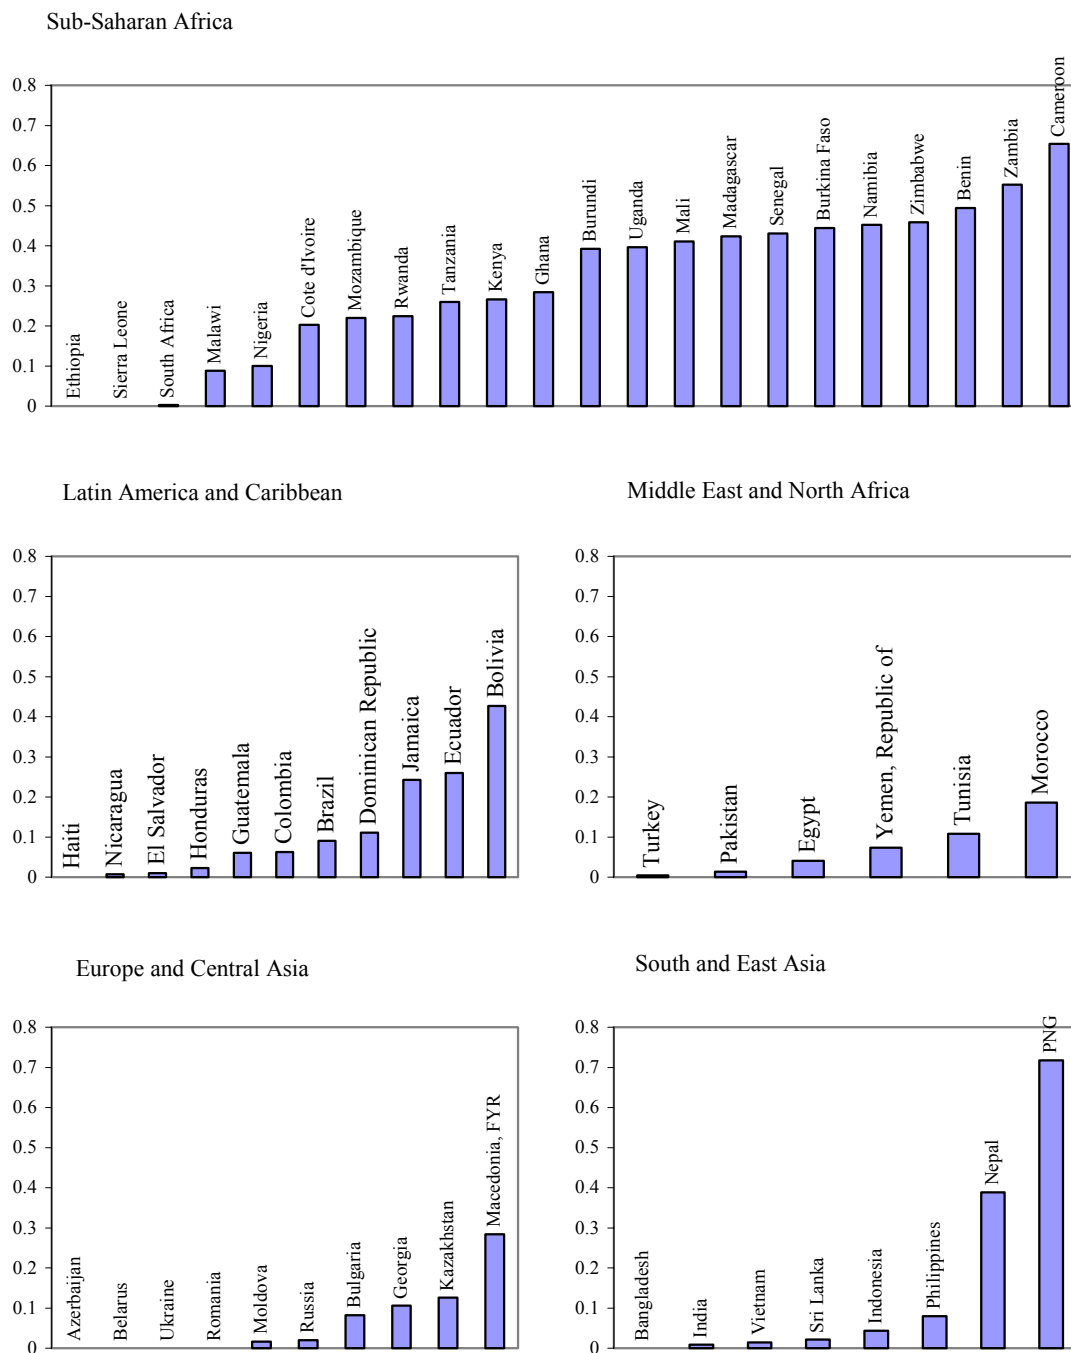 Sub-Saharan Africa
0.8
0.7
0.6
0.5
0.4
0.3
0.2
0.1
0
Ethiopia
Sierra Leone
South Africa
Malawi
Nigeria
Cote d'Ivoire
Mozambique
Rwanda
Tanzania
Kenya
Ghana
Burundi
Uganda
Mali
Madagascar
Senegal
Burkina Faso
Namibia
Zimbabwe
Benin
Zambia
Cameroon
Latin America and Caribbean
0.8
0.7
0.6
0.5
0.4
0.3
0.2
0.1
0
Haiti
Nicaragua
El Salvador
Honduras
Guatemala
Colombia
Brazil
Dominican Republic
Jamaica
Ecuador
Bolivia
Middle East and North Africa
0.8
0.7
0.6
0.5
0.4
0.3
0.2
0.1
0
Turkey
Pakistan
Egypt
Yemen, Republic of
Tunisia
Morocco
Europe and Central Asia
0.8
0.7
0.6
0.5
0.4
0.3
0.2
0.1
0
Azerbaijan
Belarus
Ukraine
Romania
Moldova
Russia
Bulgaria
Georgia
Kazakhstan
Macedonia, FYR
South and East Asia
0.8
0.7
0.6
0.5
0.4
0.3
0.2
0.1
0
Bangladesh
India
Vietnam
Sri Lanka
Indonesia
Philippines
Nepal
PNG